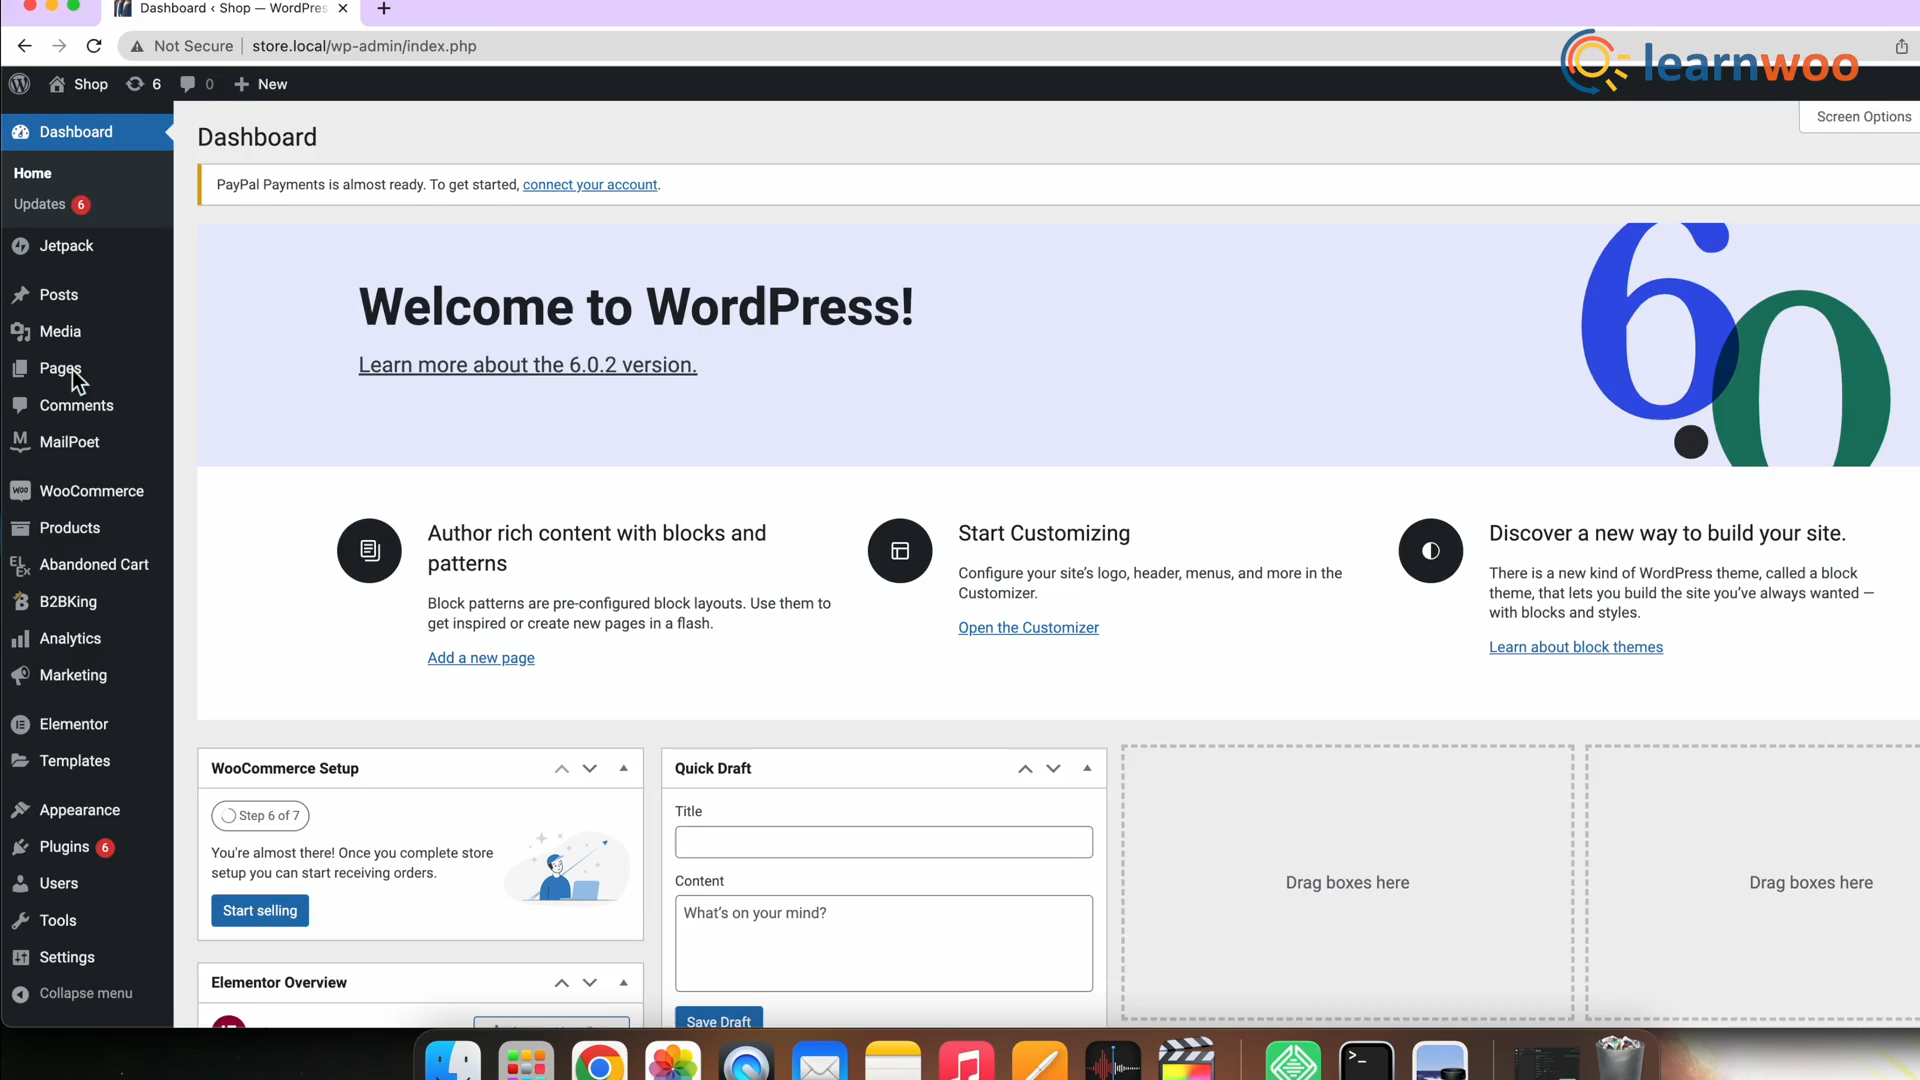 Dashboard ‹ Shop — WordPres
Not Secure
store.local/wp-admin/index.php
learnwoo
Shop
6
0
New
Dashboard
Home
Updates 6
Jetpack
Posts
Media
Pages
Comments
MailPoet
WooCommerce
Products
Abandoned Cart
B2BKing
Analytics
Marketing
Elementor
Templates
Appearance
Plugins 6
Users
Tools
Settings
Collapse menu
Dashboard
Screen Options
PayPal Payments is almost ready. To get started, connect your account.
Welcome to WordPress!
Learn more about the 6.0.2 version.
6.0
Author rich content with blocks and
patterns
Block patterns are pre-configured block layouts. Use them to
get inspired or create new pages in a flash.
Add a new page
Start Customizing
Configure your site's logo, header, menus, and more in the
Customizer.
Open the Customizer
Discover a new way to build your site.
There is a new kind of WordPress theme, called a block
theme, that lets you build the site you've always wanted —
with blocks and styles.
Learn about block themes
WooCommerce Setup
Step 6 of 7
You're almost there! Once you complete store
setup you can start receiving orders.
Start selling
Elementor Overview
Quick Draft
Title
Content
What's on your mind?
Save Draft
Drag boxes here
Drag boxes here